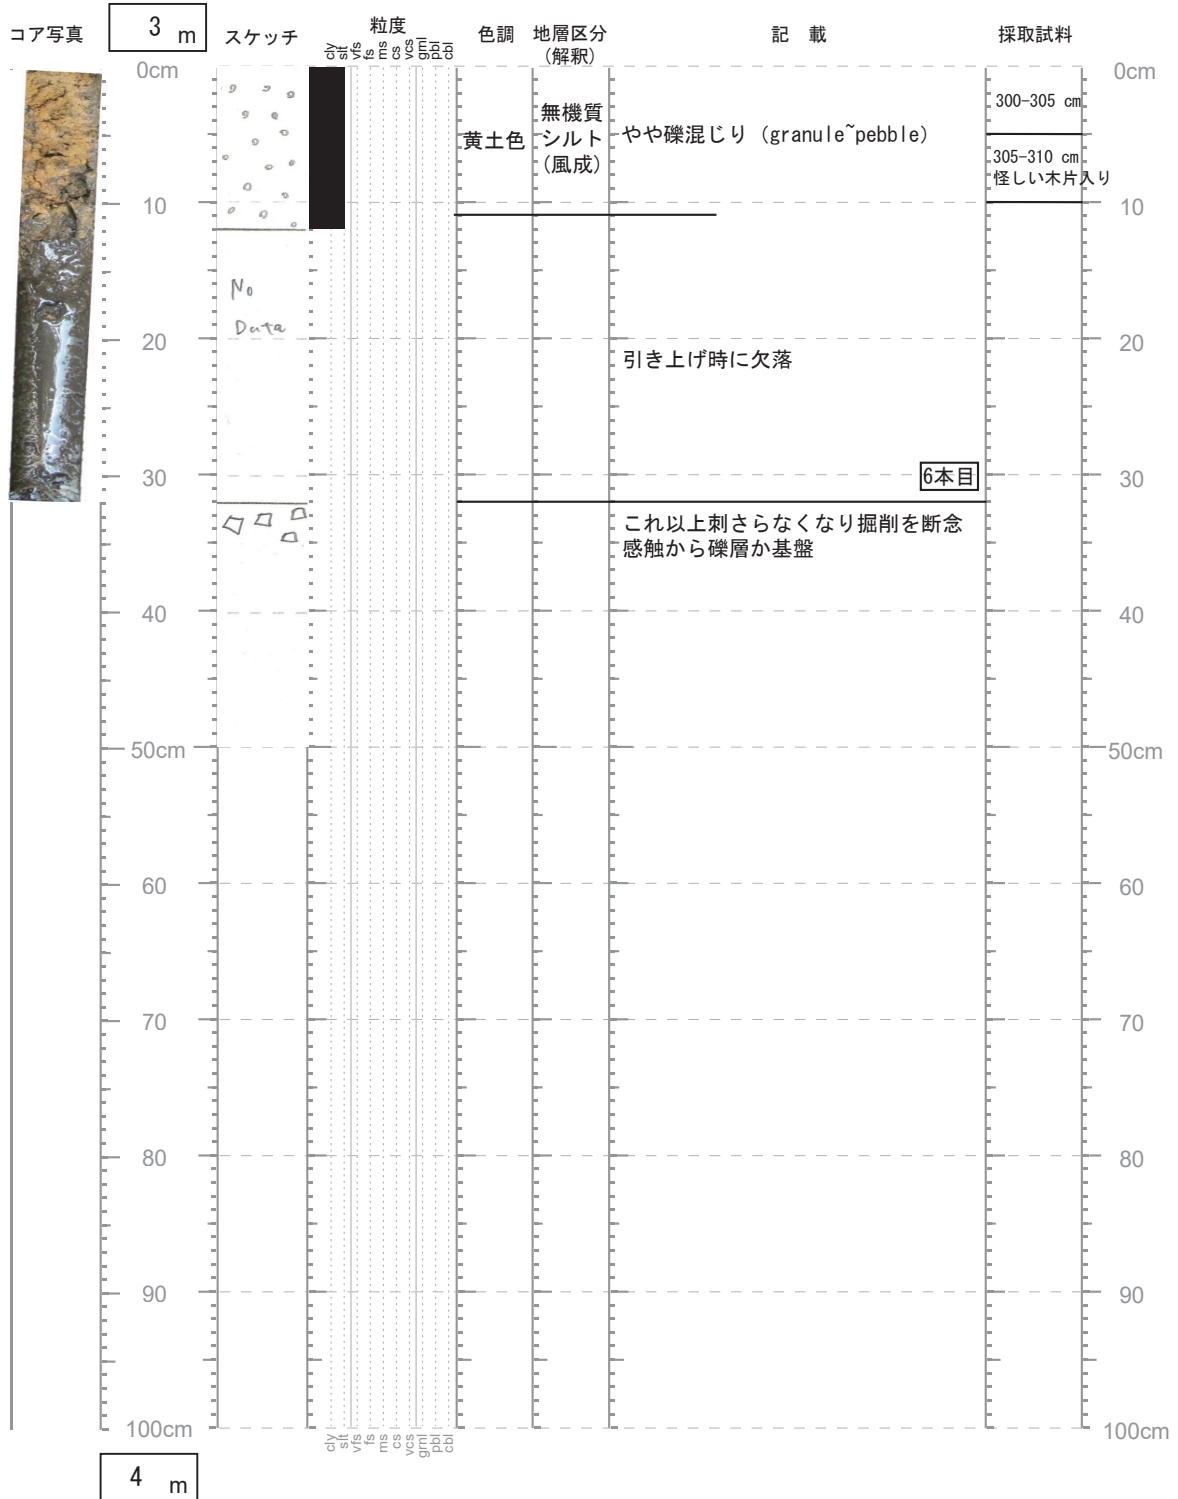 コア写真
3 m
スケッチ
粒度
cly slt vfs fs ms cs vcs grnl pbl cbl
色調
地層区分
(解釈)
記 載
採取試料
0cm
0cm
300-305 cm
無機質
シルト
(風成)
黄土色
やや礫混じり (granule~pebble)
305-310 cm
怪しい木片入り
10
10
No
Data
20
20
引き上げ時に欠落
30
6本目
30
これ以上刺さらなくなり掘削を断念
感触から礫層か基盤
40
40
50cm
50cm
60
60
70
70
80
80
90
90
100cm
100cm
cly slt vfs fs ms cs vcs grnl pbl cbl
4 m